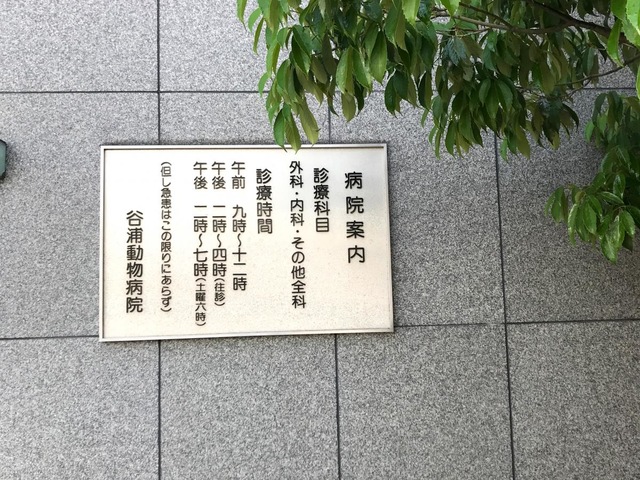 病院案内
診療科目
外科・内科・その他全科
診療時間
午前 九時〜十二時
午後 二時〜四時(往診)
午後 二時〜七時(土曜六時)
(但し急患はこの限りにあらず)
谷浦動物病院